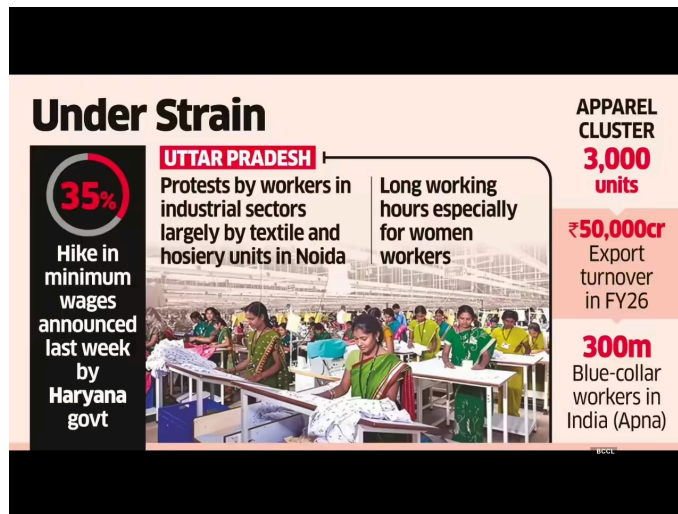 Under Strain
35%
Hike in
minimum
wages
announced
last week
by
Haryana
govt
UTTAR PRADESH
Protests by workers in
industrial sectors
largely by textile and
hosiery units in Noida
Long working
hours especially
for women
workers
APPAREL
CLUSTER
3,000
units
₹50,000cr
Export
turnover
in FY26
300m
Blue-collar
workers in
India (Apna)
BCCL